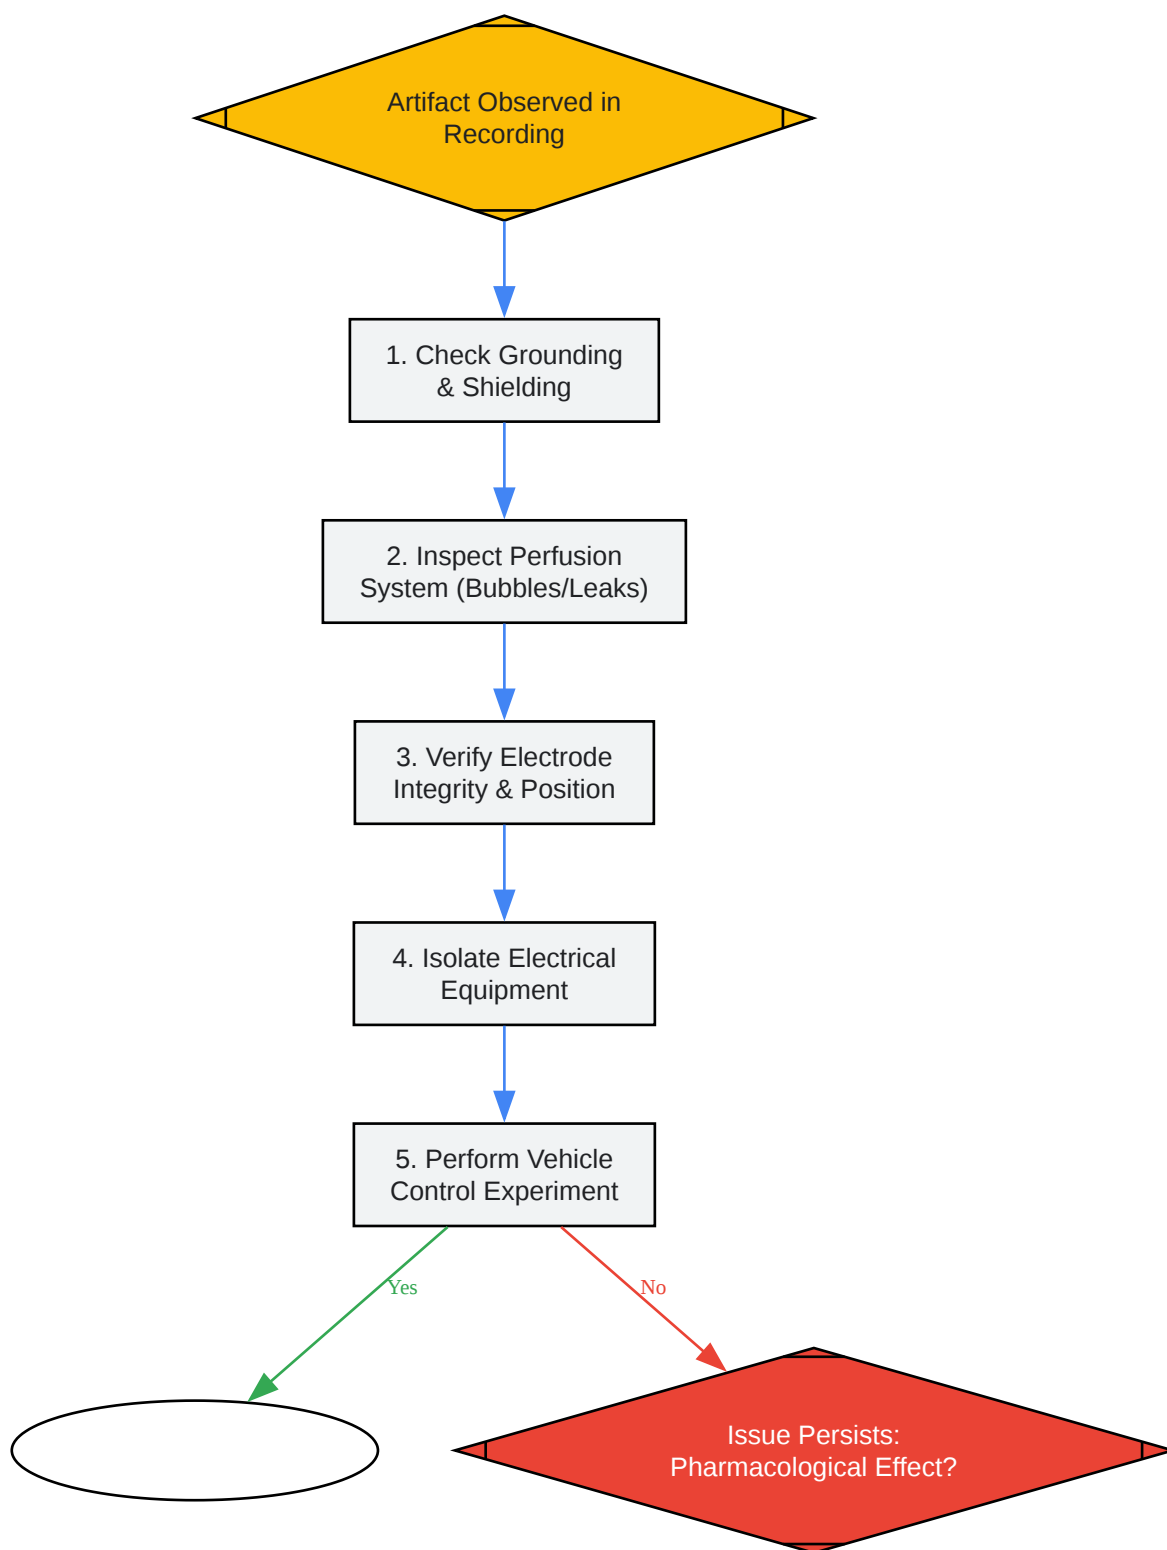 Artifact Observed in
Recording
1. Check Grounding
& Shielding
2. Inspect Perfusion
System (Bubbles/Leaks)
3. Verify Electrode
Integrity & Position
4. Isolate Electrical
Equipment
5. Perform Vehicle
Control Experiment
Yes
No
Issue Persists:
Pharmacological Effect?